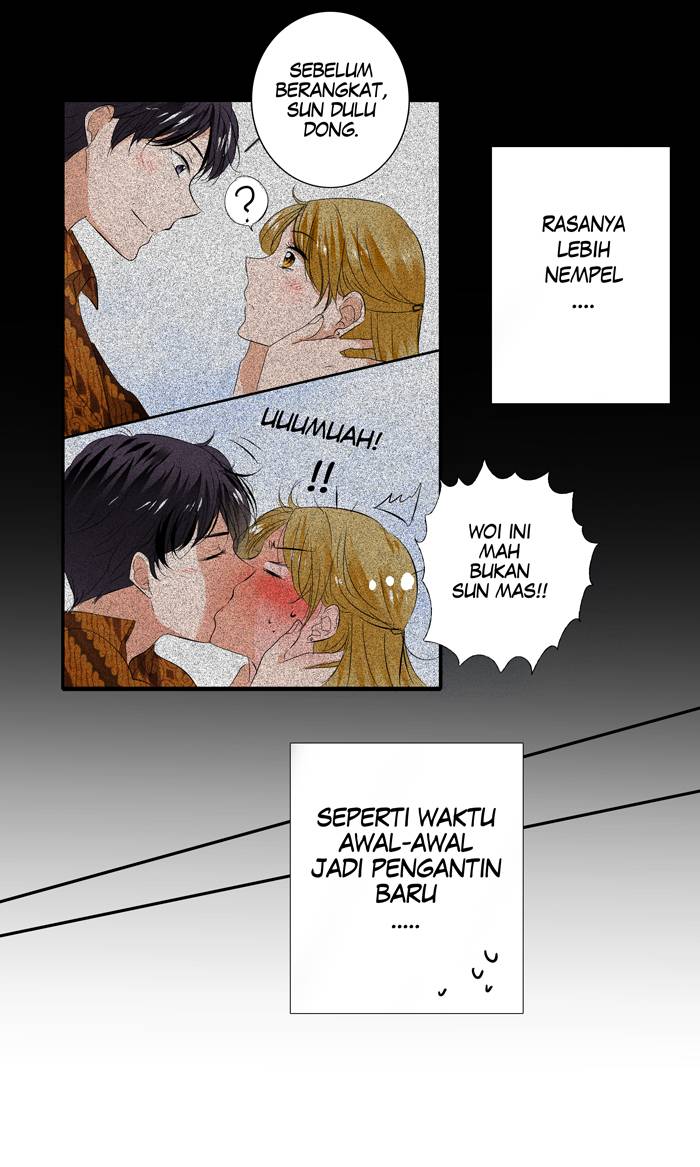 SEBELUM
BERANGKAT,
SUN DULU
DONG.
?
RASANYA
LEBIH
NEMPEL
....
UUUMUAH!
!!
WOI INI
MAH
BUKAN
SUN MAS!!
SEPERTI WAKTU
AWAL-AWAL
JADI PENGANTIN
BARU
.....